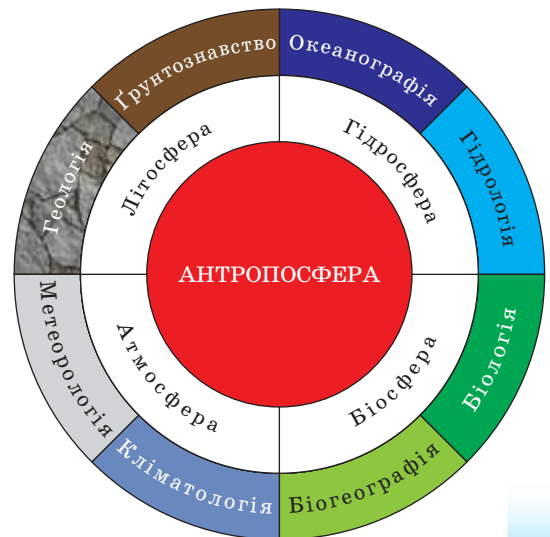 Ґрунтознавство
Океанографія
Гідрологія
Біологія
Біогеографія
Кліматологія
Метеорологія
Геологія
Літосфера
Гідросфера
Біосфера
Атмосфера
АНТРОПОСФЕРА